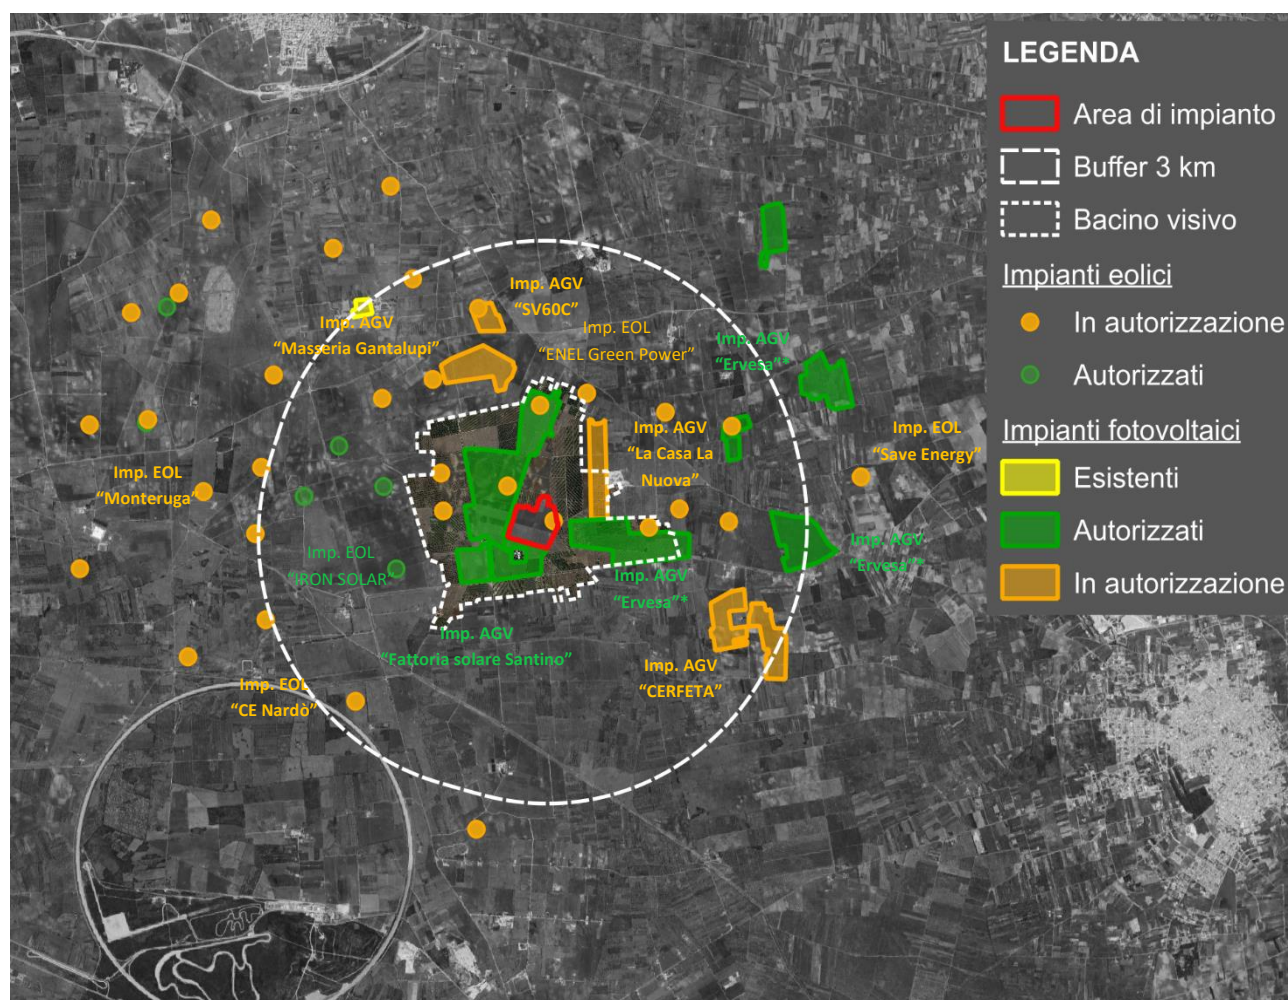 LEGENDA
Area di impianto
Buffer 3 km
Bacino visivo
Impianti eolici
In autorizzazione
Autorizzati
Impianti fotovoltaici
Esistenti
Autorizzati
In autorizzazione
Imp. AGV
“SV60C”
Imp. AGV
“Masseria Gantalupi”
Imp. EOL
“ENEL Green Power”
Imp. AGV
“Ervesa”*
Imp. AGV
“La Casa La
Nuova”
Imp. EOL
“Save Energy”
Imp. EOL
“Monteruga”
Imp. EOL
“IRON SOLAR”
Imp. AGV
“Ervesa”*
Imp. AGV
“Ervesa”*
Imp. AGV
“Fattoria solare Santino”
Imp. AGV
“CERFETA”
Imp. EOL
“CE Nardò”